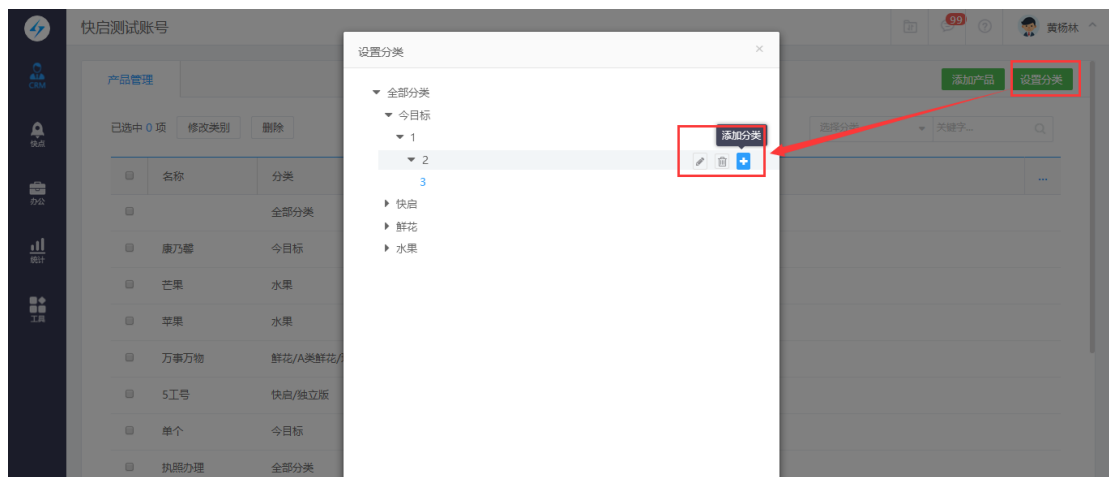 快启测试账号
99
黄杨林
CRM
快点
办公
统计
工具
产品管理
添加产品
设置分类
已选中 0 项
修改类别
删除
选择分类
关键字...
名称
分类
...
全部分类
康乃馨
今目标
芒果
水果
苹果
水果
万事万物
鲜花/A类鲜花/
5工号
快启/独立版
单个
今目标
执照办理
全部分类
设置分类
×
全部分类
今目标
1
添加分类
2
3
快启
鲜花
水果